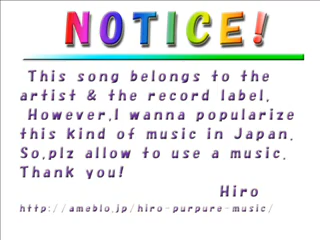 NOTICE!
This song belongs to the
artist & the record label.
However,I wanna popularize
this kind of music in Japan.
So,plz allow to use a music.
Thank you!
Hiro
http://ameblo.jp/hiro-purpure-music/